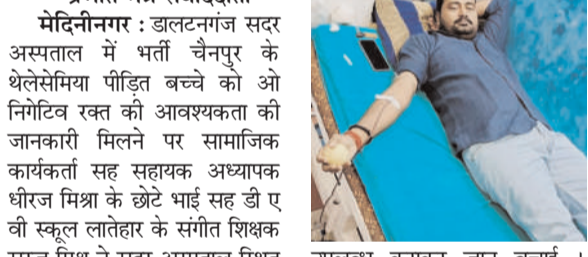 मेदिनीनगर : डालटनगंज सदर
अस्पताल में भर्ती चैनपुर के
थेलेसेमिया पीड़ित बच्चे को ओ
निगेटिव रक्त की आवश्यकता की
जानकारी मिलने पर सामाजिक
कार्यकर्ता सह सहायक अध्यापक
धीरज मिश्रा के छोटे भाई सह डी ए
वी स्कूल लातेहार के संगीत शिक्षक